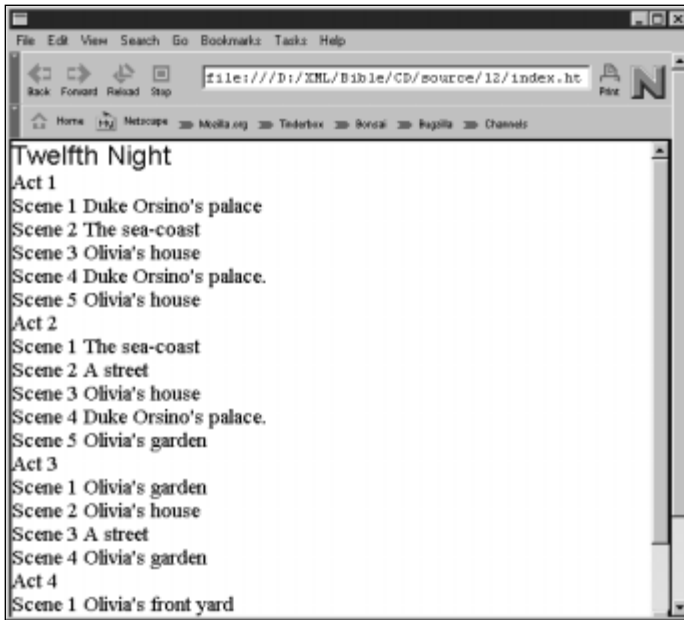 File Edit View Search Go Bookmarks Tasks Help
Back Forward Reload Stop
file:///D:/XML/Bible/CD/source/12/index.ht
Print
N
Home My Netscape Mozilla.org Tinderbox Bonsai Bugzilla Channels
Twelfth Night
Act 1
Scene 1 Duke Orsino's palace
Scene 2 The sea-coast
Scene 3 Olivia's house
Scene 4 Duke Orsino's palace.
Scene 5 Olivia's house
Act 2
Scene 1 The sea-coast
Scene 2 A street
Scene 3 Olivia's house
Scene 4 Duke Orsino's palace.
Scene 5 Olivia's garden
Act 3
Scene 1 Olivia's garden
Scene 2 Olivia's house
Scene 3 A street
Scene 4 Olivia's garden
Act 4
Scene 1 Olivia's front yard